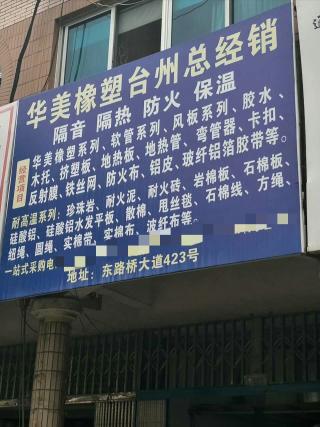 华美橡塑台州总经销
隔音 隔热 防火 保温
经营项目
华美橡塑系列、软管系列、风板系列、胶水、
木托、挤塑板、地热板、地热管、弯管器、卡扣、
反射膜、铁丝网、防火布、铝皮、玻纤铝箔胶带等。
耐高温系列：珍珠岩、耐火泥、耐火砖、岩棉板、石棉板、
硅酸铝、硅酸铝水发平板、散棉、甩丝毯、石棉线、方绳、
扭绳、圆绳、实棉带、实棉布、玻纤布等。
一站式采购电
地址：东路桥大道423号